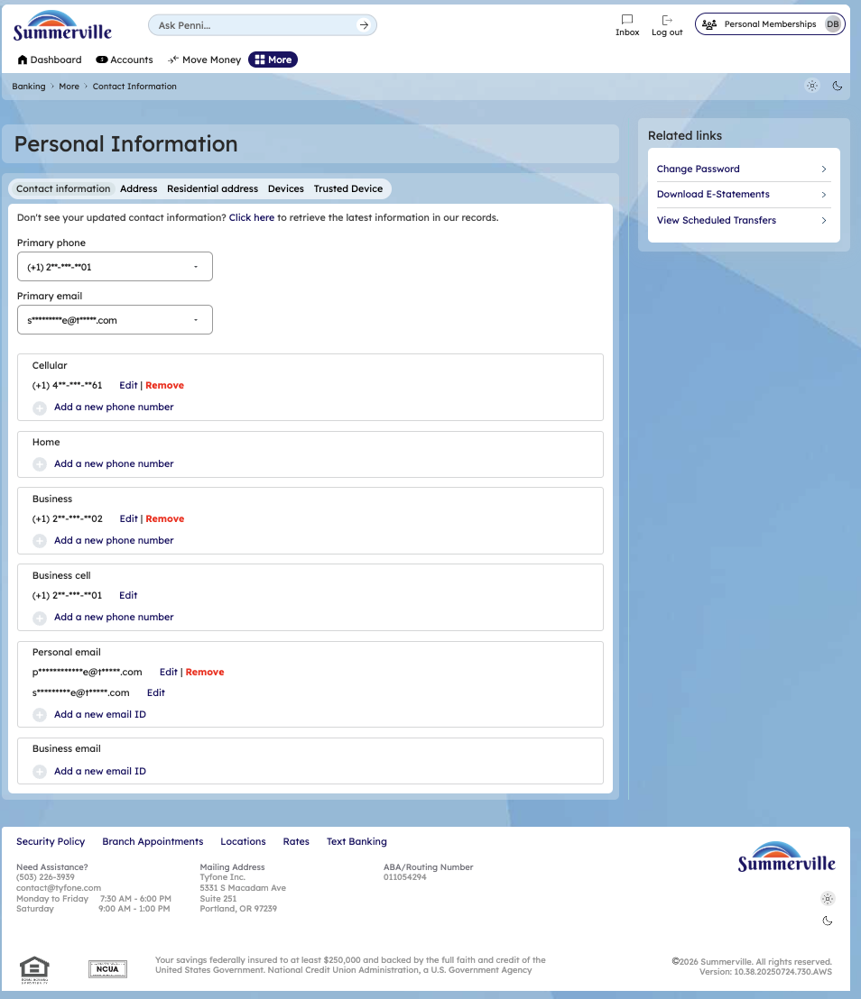 Summerville
Ask Penni...
Inbox
Log out
Personal Memberships
DB
Dashboard
Accounts
Move Money
More
Banking > More > Contact Information
Personal Information
Contact information
Address
Residential address
Devices
Trusted Device
Don't see your updated contact information? Click here to retrieve the latest information in our records.
Primary phone
(+1) 2**-***-**01
Primary email
s*********e@t*****.com
Cellular
(+1) 4**-***-**61 Edit | Remove
Add a new phone number
Home
Add a new phone number
Business
(+1) 2**-***-**02 Edit | Remove
Add a new phone number
Business cell
(+1) 2**-***-**01 Edit
Add a new phone number
Personal email
p************e@t*****.com Edit | Remove
s*********e@t*****.com Edit
Add a new email ID
Business email
Add a new email ID
Related links
Change Password
Download E-Statements
View Scheduled Transfers
Security Policy
Branch Appointments
Locations
Rates
Text Banking
Need Assistance?
(503) 226-3939
contact@tyfone.com
Monday to Friday 7:30 AM - 6:00 PM
Saturday 9:00 AM - 1:00 PM
Mailing Address
Tyfone Inc.
5331 S Macadam Ave
Suite 251
Portland, OR 97239
ABA/Routing Number
011054294
Summerville
NCUA
Your savings federally insured to at least $250,000 and backed by the full faith and credit of the
United States Government. National Credit Union Administration, a U.S. Government Agency
©2026 Summerville. All rights reserved.
Version: 10.38.20250724.730.AWS